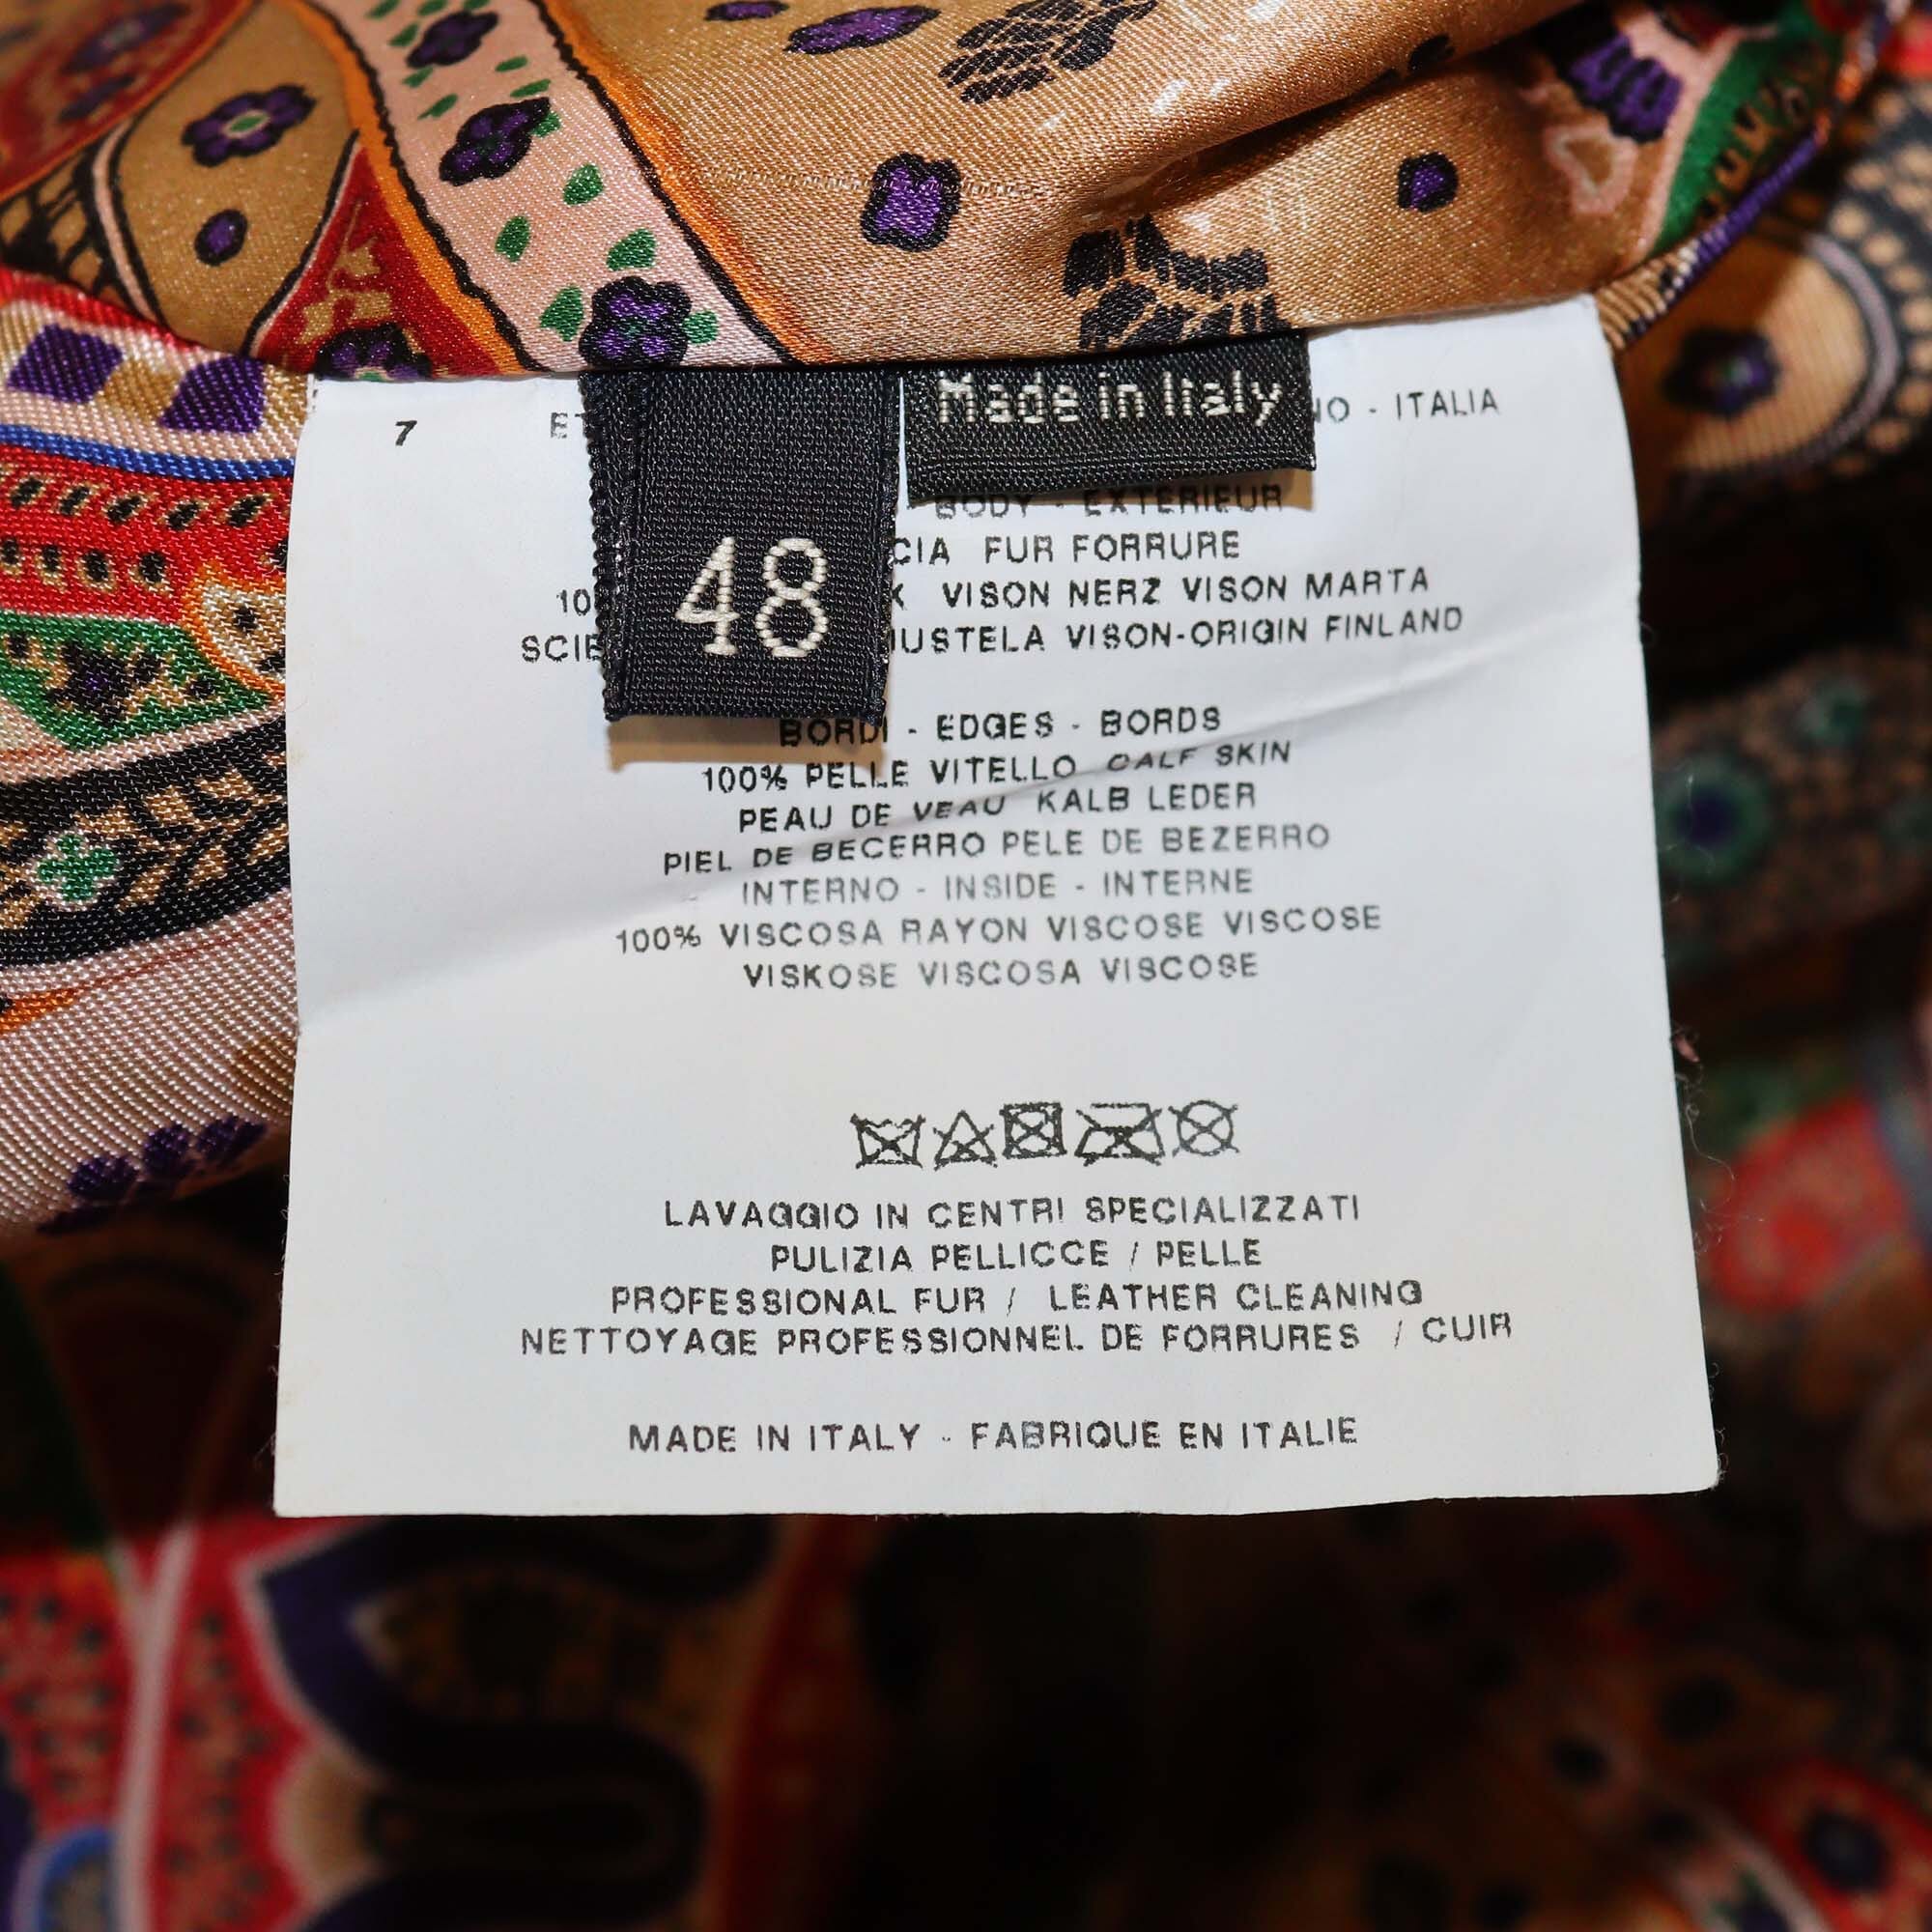 7 - ITALIA
Made in Italy
48
BODY - EXTERIEUR
FUR FORRURE
VISON NERZ VISON MARTA
VISON-ORIGIN FINLAND
BORDI - EDGES - BORDS
100% PELLE VITELLO CALF SKIN
PEAU DE VEAU KALB LEDER
PIEL DE BECERRO PELE DE BEZERRO
INTERNO - INSIDE - INTERNE
100% VISCOSA RAYON VISCOSE VISCOSE
VISKOSE VISCOSA VISCOSE
LAVAGGIO IN CENTRI SPECIALIZZATI
PULIZIA PELLICCE / PELLE
PROFESSIONAL FUR / LEATHER CLEANING
NETTOYAGE PROFESSIONNEL DE FORRURES / CUIR
MADE IN ITALY - FABRIQUE EN ITALIE